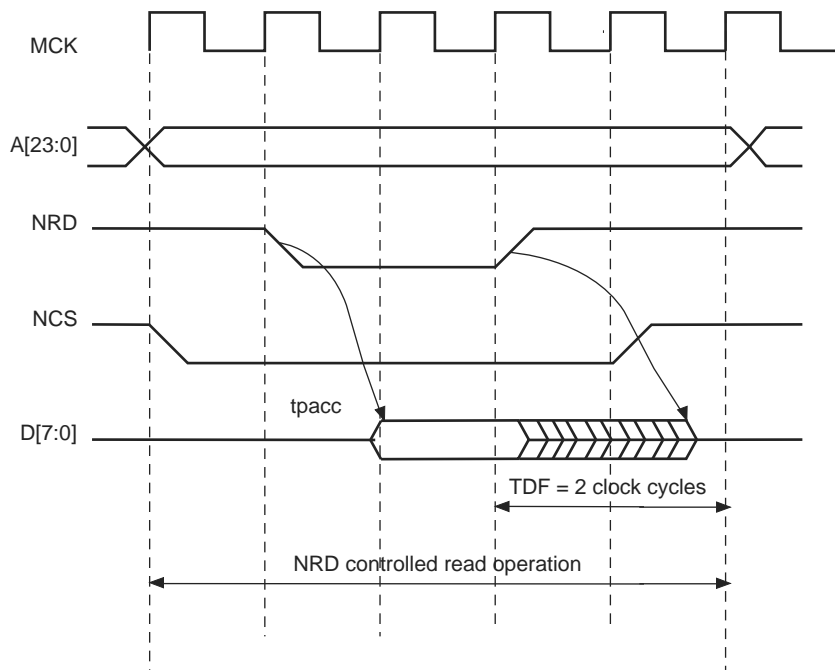 MCK
A[23:0]
NRD
NCS
tpacc
D[7:0]
TDF = 2 clock cycles
NRD controlled read operation